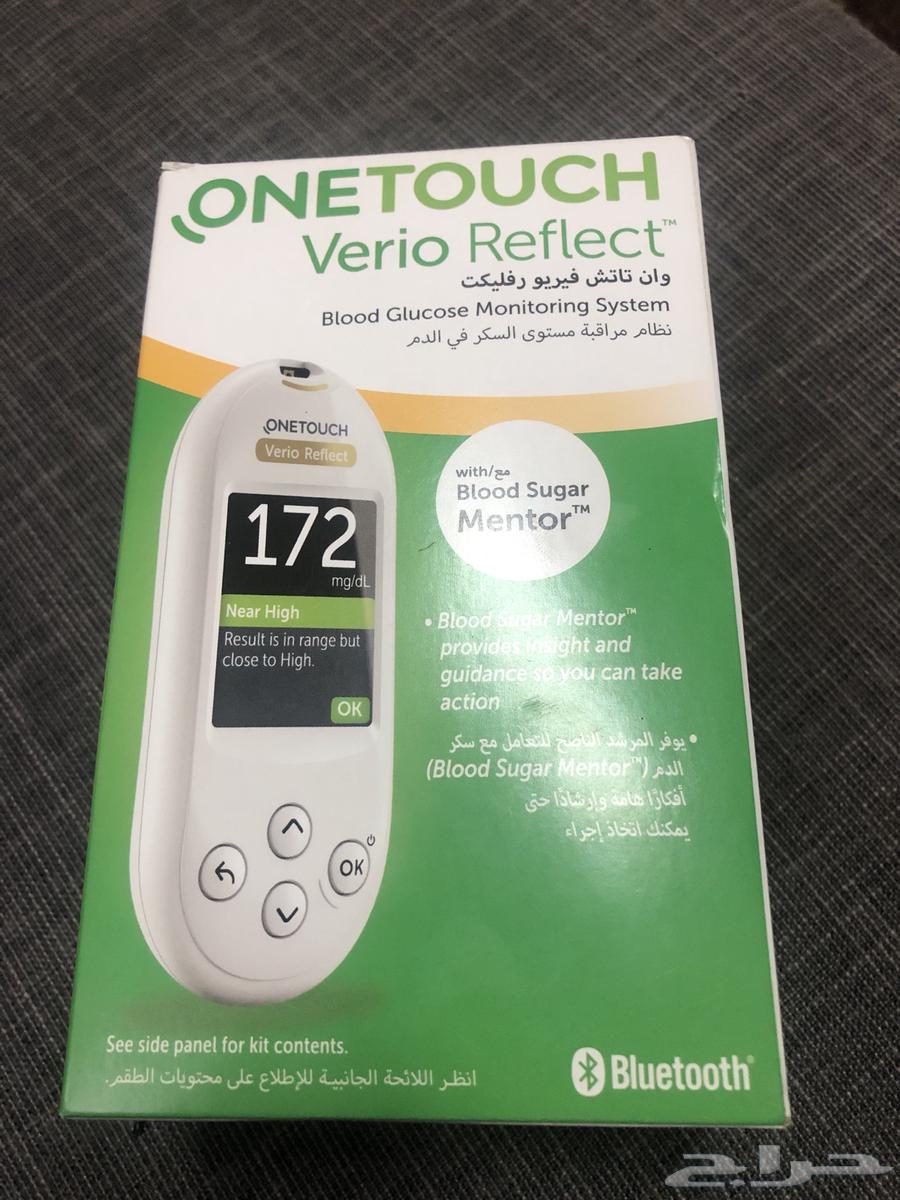 ONETOUCH
Verio Reflect™
وان تاتش فيريو رفليكت
Blood Glucose Monitoring System
نظام مراقبة مستوى السكر في الدم
ONETOUCH
Verio Reflect
172
mg/dL
Near High
Result is in range but
close to High.
OK
OK
with/مع
Blood Sugar
Mentor™
• Blood Sugar Mentor™
provides insight and
guidance so you can take
action
• يوفر المرشد الناصح للتعامل مع سكر
الدم (Blood Sugar Mentor™)
أفكارًا هامة وإرشادًا حتى
يمكنك اتخاذ إجراء
See side panel for kit contents.
انظر اللائحة الجانبية للإطلاع على محتويات الطقم.
Bluetooth®
حراج